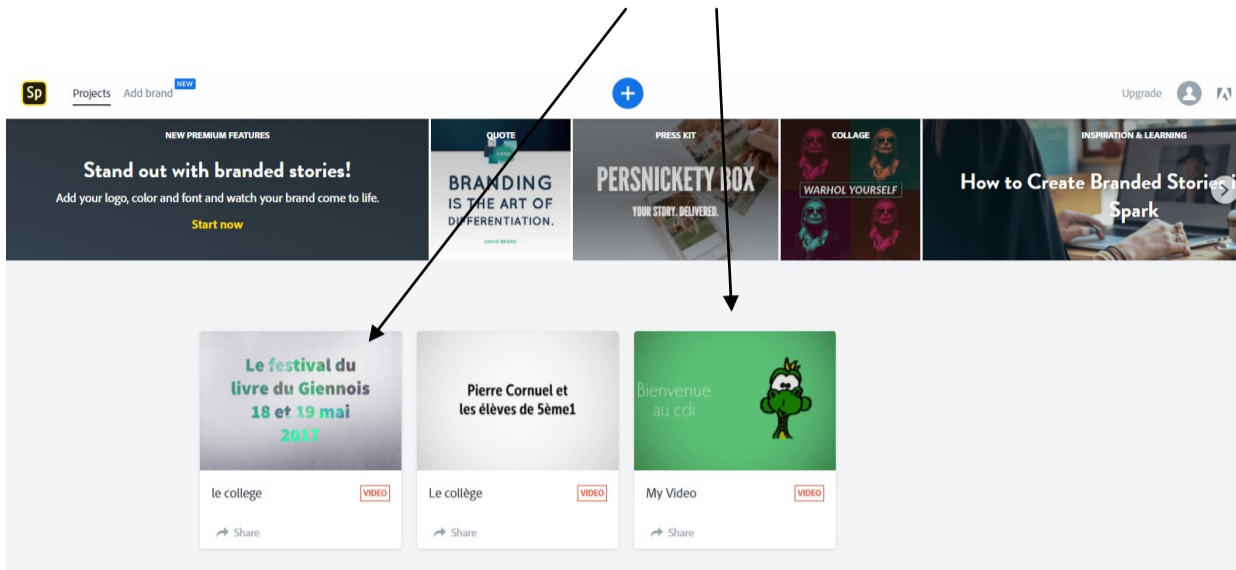 Sp
Projects
Add brand
NEW
+
Upgrade
NEW PREMIUM FEATURES
Stand out with branded stories!
Add your logo, color and font and watch your brand come to life.
Start now
QUOTE
BRANDING
IS THE ART OF
DIFFERENTIATION.
DAVID BRIER
PRESS KIT
PERSNICKETY BOX
YOUR STORY. DELIVERED.
COLLAGE
WARHOL YOURSELF
INSPIRATION & LEARNING
How to Create Branded Stories i
Spark
Le festival du
livre du Giennois
18 et 19 mai
2017
le college
VIDEO
Share
Pierre Cornuel et
les élèves de 5ème1
Le collège
VIDEO
Share
Bienvenue
au cdi
My Video
VIDEO
Share